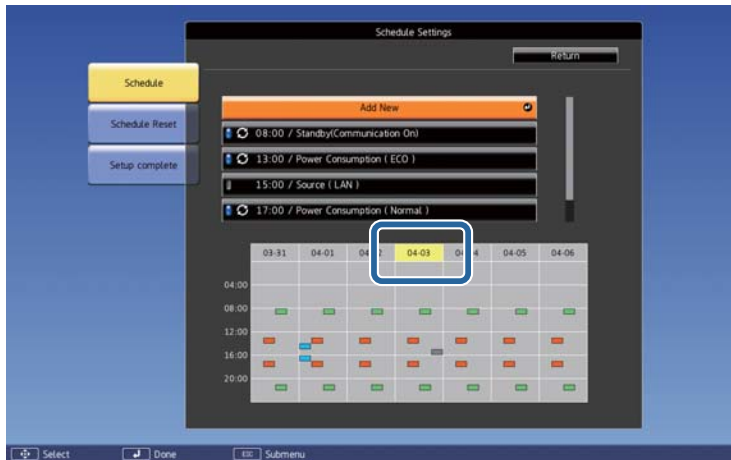 Schedule Settings
Return
Schedule
Schedule Reset
Setup complete
Add New
08:00 / Standby(Communication On)
13:00 / Power Consumption ( ECO )
15:00 / Source ( LAN )
17:00 / Power Consumption ( Normal )
03-31 04-01 04-03 04-05 04-06
04:00
08:00
12:00
16:00
20:00
Select Done ESC Submenu